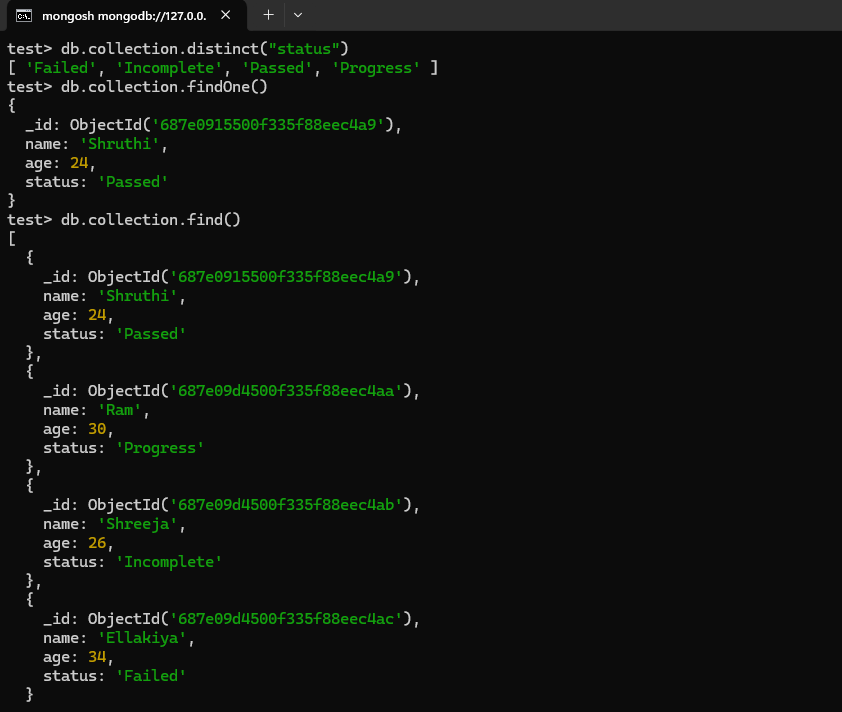 mongosh mongodb://127.0.0.
test> db.collection.distinct("status")
[ 'Failed', 'Incomplete', 'Passed', 'Progress' ]
test> db.collection.findOne()
{
  _id: ObjectId('687e0915500f335f88eec4a9'),
  name: 'Shruthi',
  age: 24,
  status: 'Passed'
}
test> db.collection.find()
[
  {
    _id: ObjectId('687e0915500f335f88eec4a9'),
    name: 'Shruthi',
    age: 24,
    status: 'Passed'
  },
  {
    _id: ObjectId('687e09d4500f335f88eec4aa'),
    name: 'Ram',
    age: 30,
    status: 'Progress'
  },
  {
    _id: ObjectId('687e09d4500f335f88eec4ab'),
    name: 'Shreeja',
    age: 26,
    status: 'Incomplete'
  },
  {
    _id: ObjectId('687e09d4500f335f88eec4ac'),
    name: 'Ellakiya',
    age: 34,
    status: 'Failed'
  }